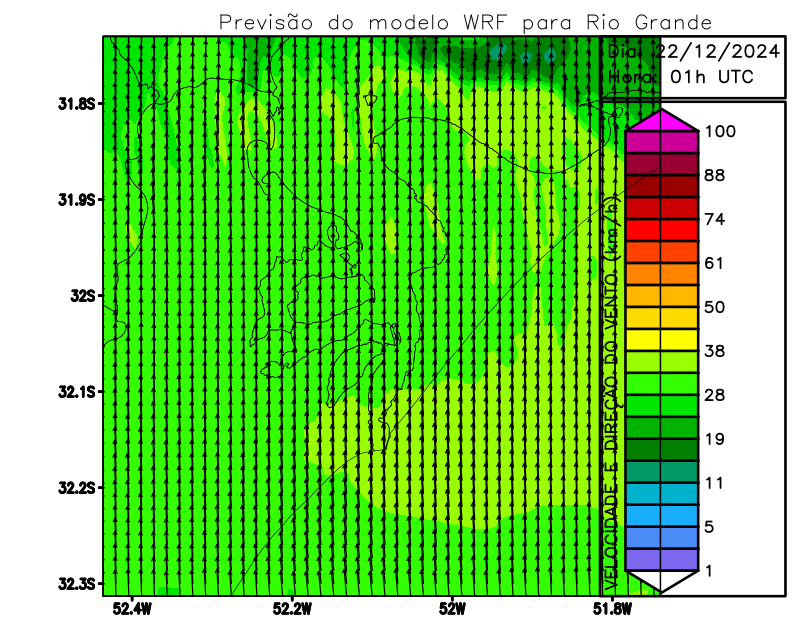 Previsão do modelo WRF para Rio Grande
Dia: 22/12/2024
Hora: 01h UTC
31.8S
31.9S
32S
32.1S
32.2S
32.3S
52.4W
52.2W
52W
51.8W
VELOCIDADE E DIREÇÃO DO VENTO (km/h)
100
88
74
61
50
38
28
19
11
5
1